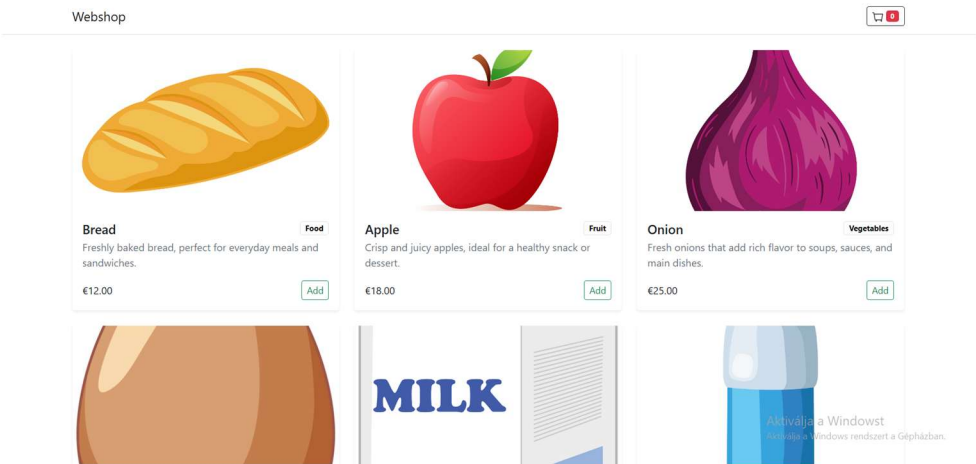 Webshop
0
Bread
Food
Freshly baked bread, perfect for everyday meals and
sandwiches.
€12.00
Add
Apple
Fruit
Crisp and juicy apples, ideal for a healthy snack or
dessert.
€18.00
Add
Onion
Vegetables
Fresh onions that add rich flavor to soups, sauces, and
main dishes.
€25.00
Add
MILK
Aktiválja a Windowst
Aktiválja a Windows rendszert a Gépházban.